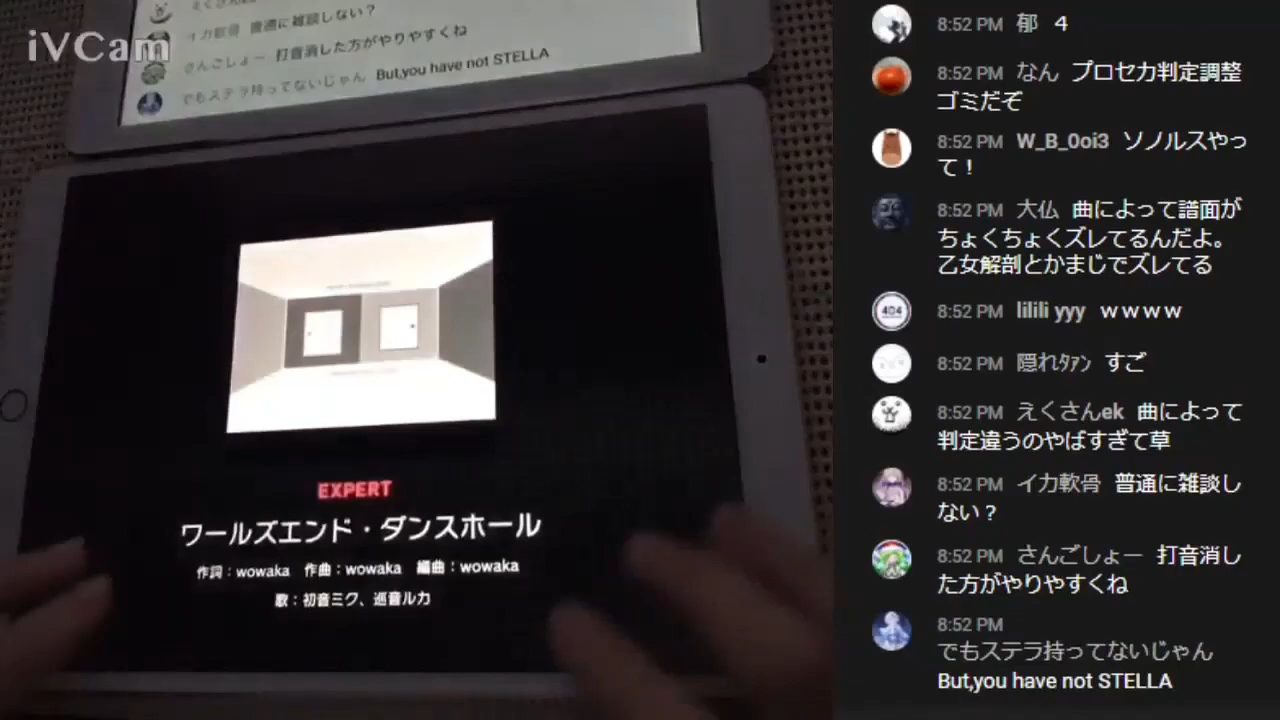 iVCam
イカ軟骨 普通に雑談しない？
さんごしょー 打音消した方がやりやすくね
でもステラ持ってないじゃん But,you have not STELLA
EXPERT
ワールズエンド・ダンスホール
作詞：wowaka 作曲：wowaka 編曲：wowaka
歌：初音ミク、巡音ルカ
8:52 PM 郁 4
8:52 PM なん プロセカ判定調整
ゴミだぞ
8:52 PM W_B_0oi3 ソノルスやっ
て！
8:52 PM 大仏 曲によって譜面が
ちょくちょくズレてるんだよ。
乙女解剖とかまじでズレてる
404
8:52 PM lilili yyy ｗｗｗｗ
8:52 PM 隠れﾀｱﾝ すご
8:52 PM えくさんek 曲によって
判定違うのやばすぎて草
8:52 PM イカ軟骨 普通に雑談し
ない？
8:52 PM さんごしょー 打音消し
た方がやりやすくね
8:52 PM
でもステラ持ってないじゃん
But,you have not STELLA